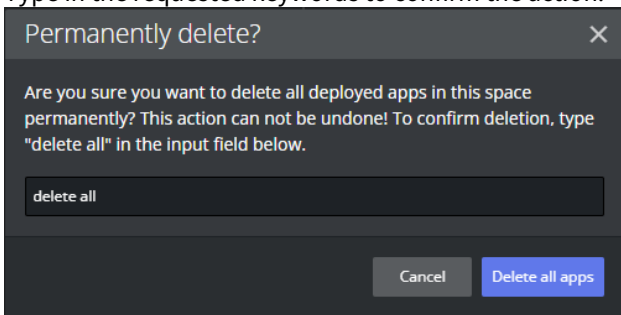 Type in the requested keywords to confirm the action.
Permanently delete?
Are you sure you want to delete all deployed apps in this space
permanently? This action can not be undone! To confirm deletion, type
"delete all" in the input field below.
delete all
Cancel
Delete all apps